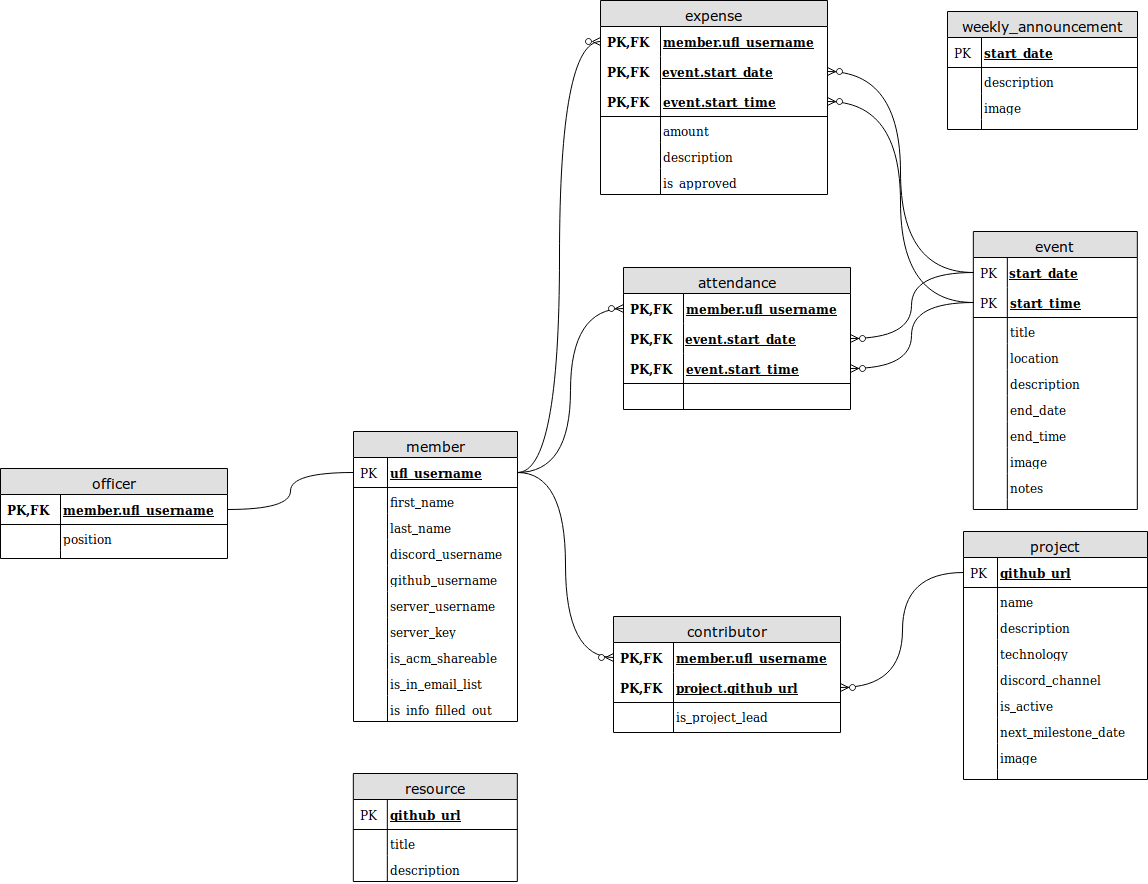 expense
PK,FK member.ufl_username
PK,FK event.start_date
PK,FK event.start_time
amount
description
is_approved
weekly_announcement
PK start_date
description
image
event
PK start_date
PK start_time
title
location
description
end_date
end_time
image
notes
attendance
PK,FK member.ufl_username
PK,FK event.start_date
PK,FK event.start_time
member
PK ufl_username
first_name
last_name
discord_username
github_username
server_username
server_key
is_acm_shareable
is_in_email_list
is_info_filled_out
officer
PK,FK member.ufl_username
position
project
PK github_url
name
description
technology
discord_channel
is_active
next_milestone_date
image
contributor
PK,FK member.ufl_username
PK,FK project.github_url
is_project_lead
resource
PK github_url
title
description